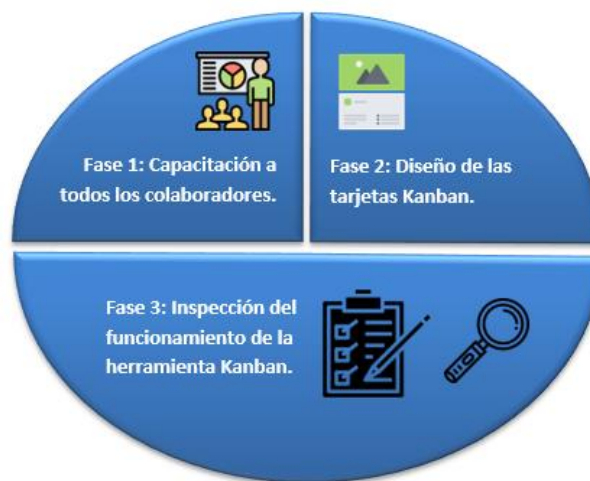 Fase 1: Capacitación a
todos los colaboradores.
Fase 2: Diseño de las
tarjetas Kanban.
Fase 3: Inspección del
funcionamiento de la
herramienta Kanban.